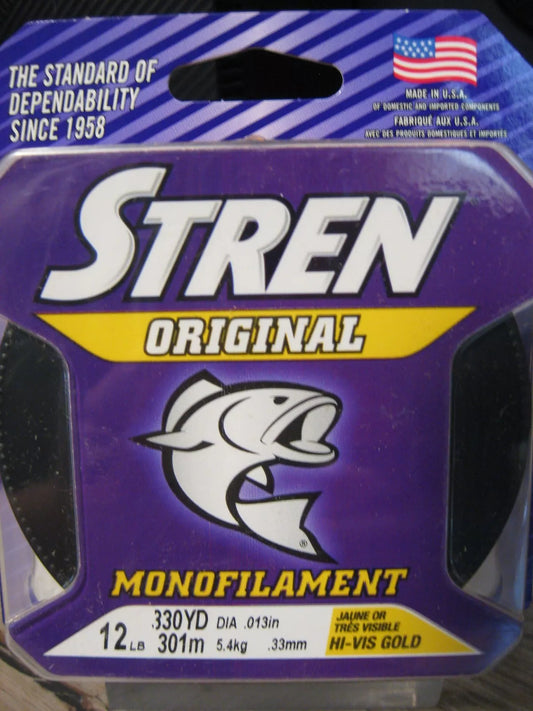 THE STANDARD OF
DEPENDABILITY
SINCE 1958
MADE IN U.S.A.
OF DOMESTIC AND IMPORTED COMPONENTS
FABRIQUÉ AUX U.S.A.
AVEC DES PRODUITS DOMESTIQUES ET IMPORTÉS
STREN
ORIGINAL
®
MONOFILAMENT
12 LB
330YD DIA .013in
301m 5.4kg .33mm
JAUNE OR
TRÈS VISIBLE
HI-VIS GOLD